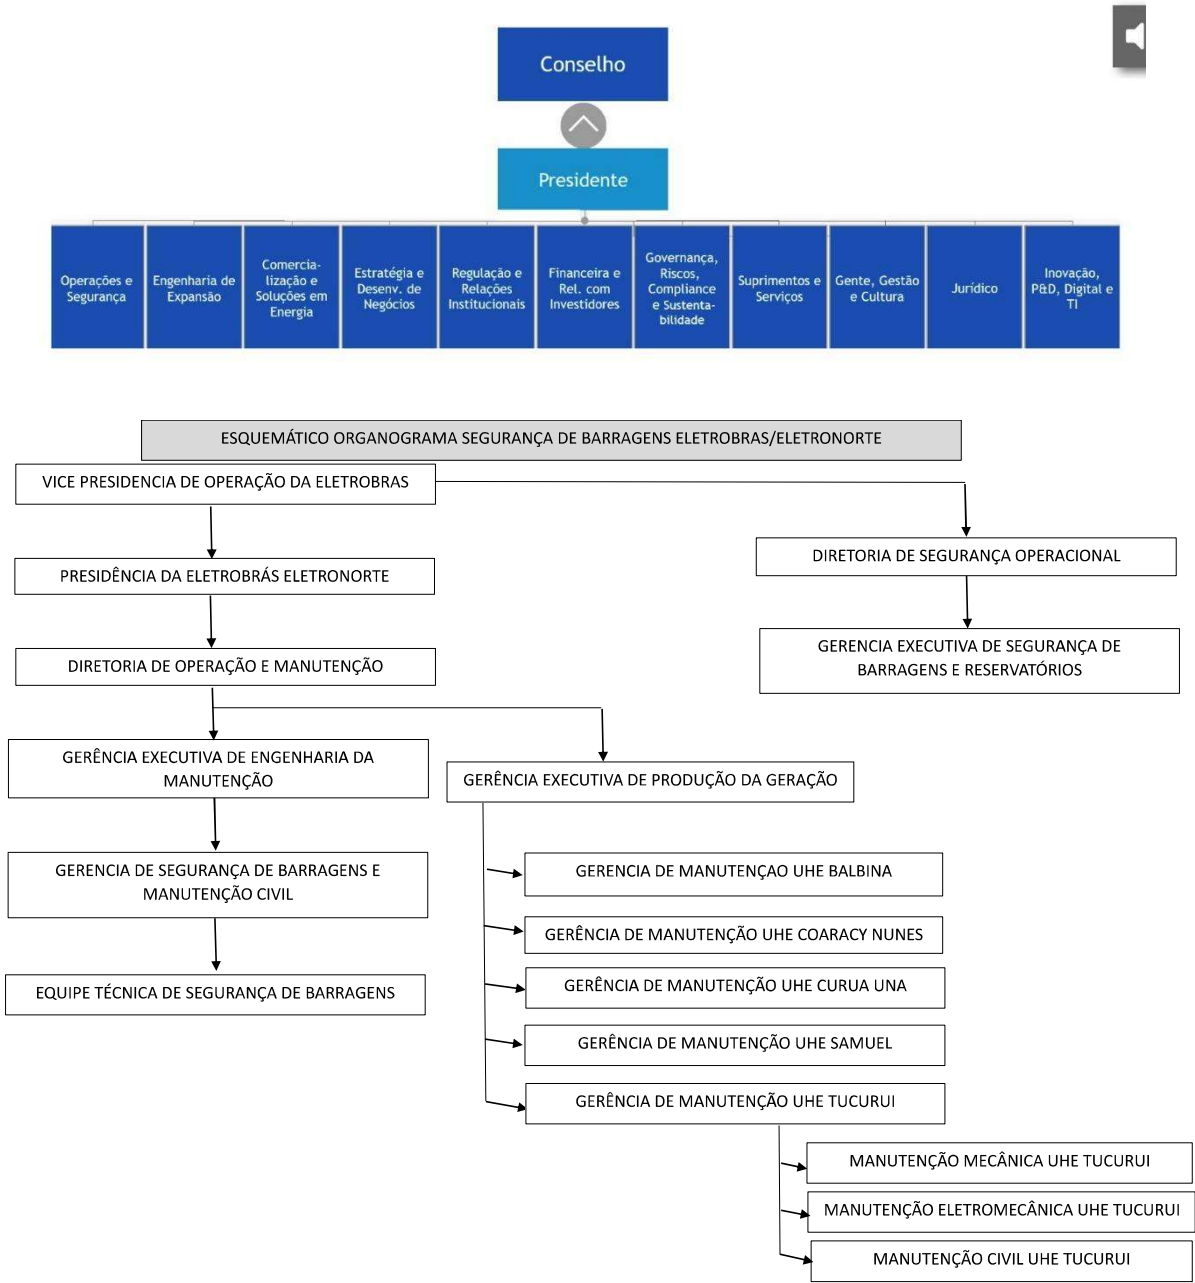 Conselho
Presidente
Operações e
Segurança
Engenharia de
Expansão
Comercia-
lização e
Soluções em
Energia
Estratégia e
Desenv. de
Negócios
Regulação e
Relações
Institucionais
Financeira e
Rel. com
Investidores
Governança,
Riscos,
Compliance
e Sustenta-
bilidade
Suprimentos e
Serviços
Gente, Gestão
e Cultura
Jurídico
Inovação,
P&D, Digital e
TI
ESQUEMÁTICO ORGANOGRAMA SEGURANÇA DE BARRAGENS ELETROBRAS/ELETRONORTE
VICE PRESIDENCIA DE OPERAÇÃO DA ELETROBRAS
DIRETORIA DE SEGURANÇA OPERACIONAL
PRESIDÊNCIA DA ELETROBRÁS ELETRONORTE
GERENCIA EXECUTIVA DE SEGURANÇA DE
BARRAGENS E RESERVATÓRIOS
DIRETORIA DE OPERAÇÃO E MANUTENÇÃO
GERÊNCIA EXECUTIVA DE ENGENHARIA DA
MANUTENÇÃO
GERÊNCIA EXECUTIVA DE PRODUÇÃO DA GERAÇÃO
GERENCIA DE SEGURANÇA DE BARRAGENS E
MANUTENÇÃO CIVIL
GERENCIA DE MANUTENÇAO UHE BALBINA
GERÊNCIA DE MANUTENÇÃO UHE COARACY NUNES
EQUIPE TÉCNICA DE SEGURANÇA DE BARRAGENS
GERÊNCIA DE MANUTENÇÃO UHE CURUA UNA
GERÊNCIA DE MANUTENÇÃO UHE SAMUEL
GERÊNCIA DE MANUTENÇÃO UHE TUCURUI
MANUTENÇÃO MECÂNICA UHE TUCURUI
MANUTENÇÃO ELETROMECÂNICA UHE TUCURUI
MANUTENÇÃO CIVIL UHE TUCURUI